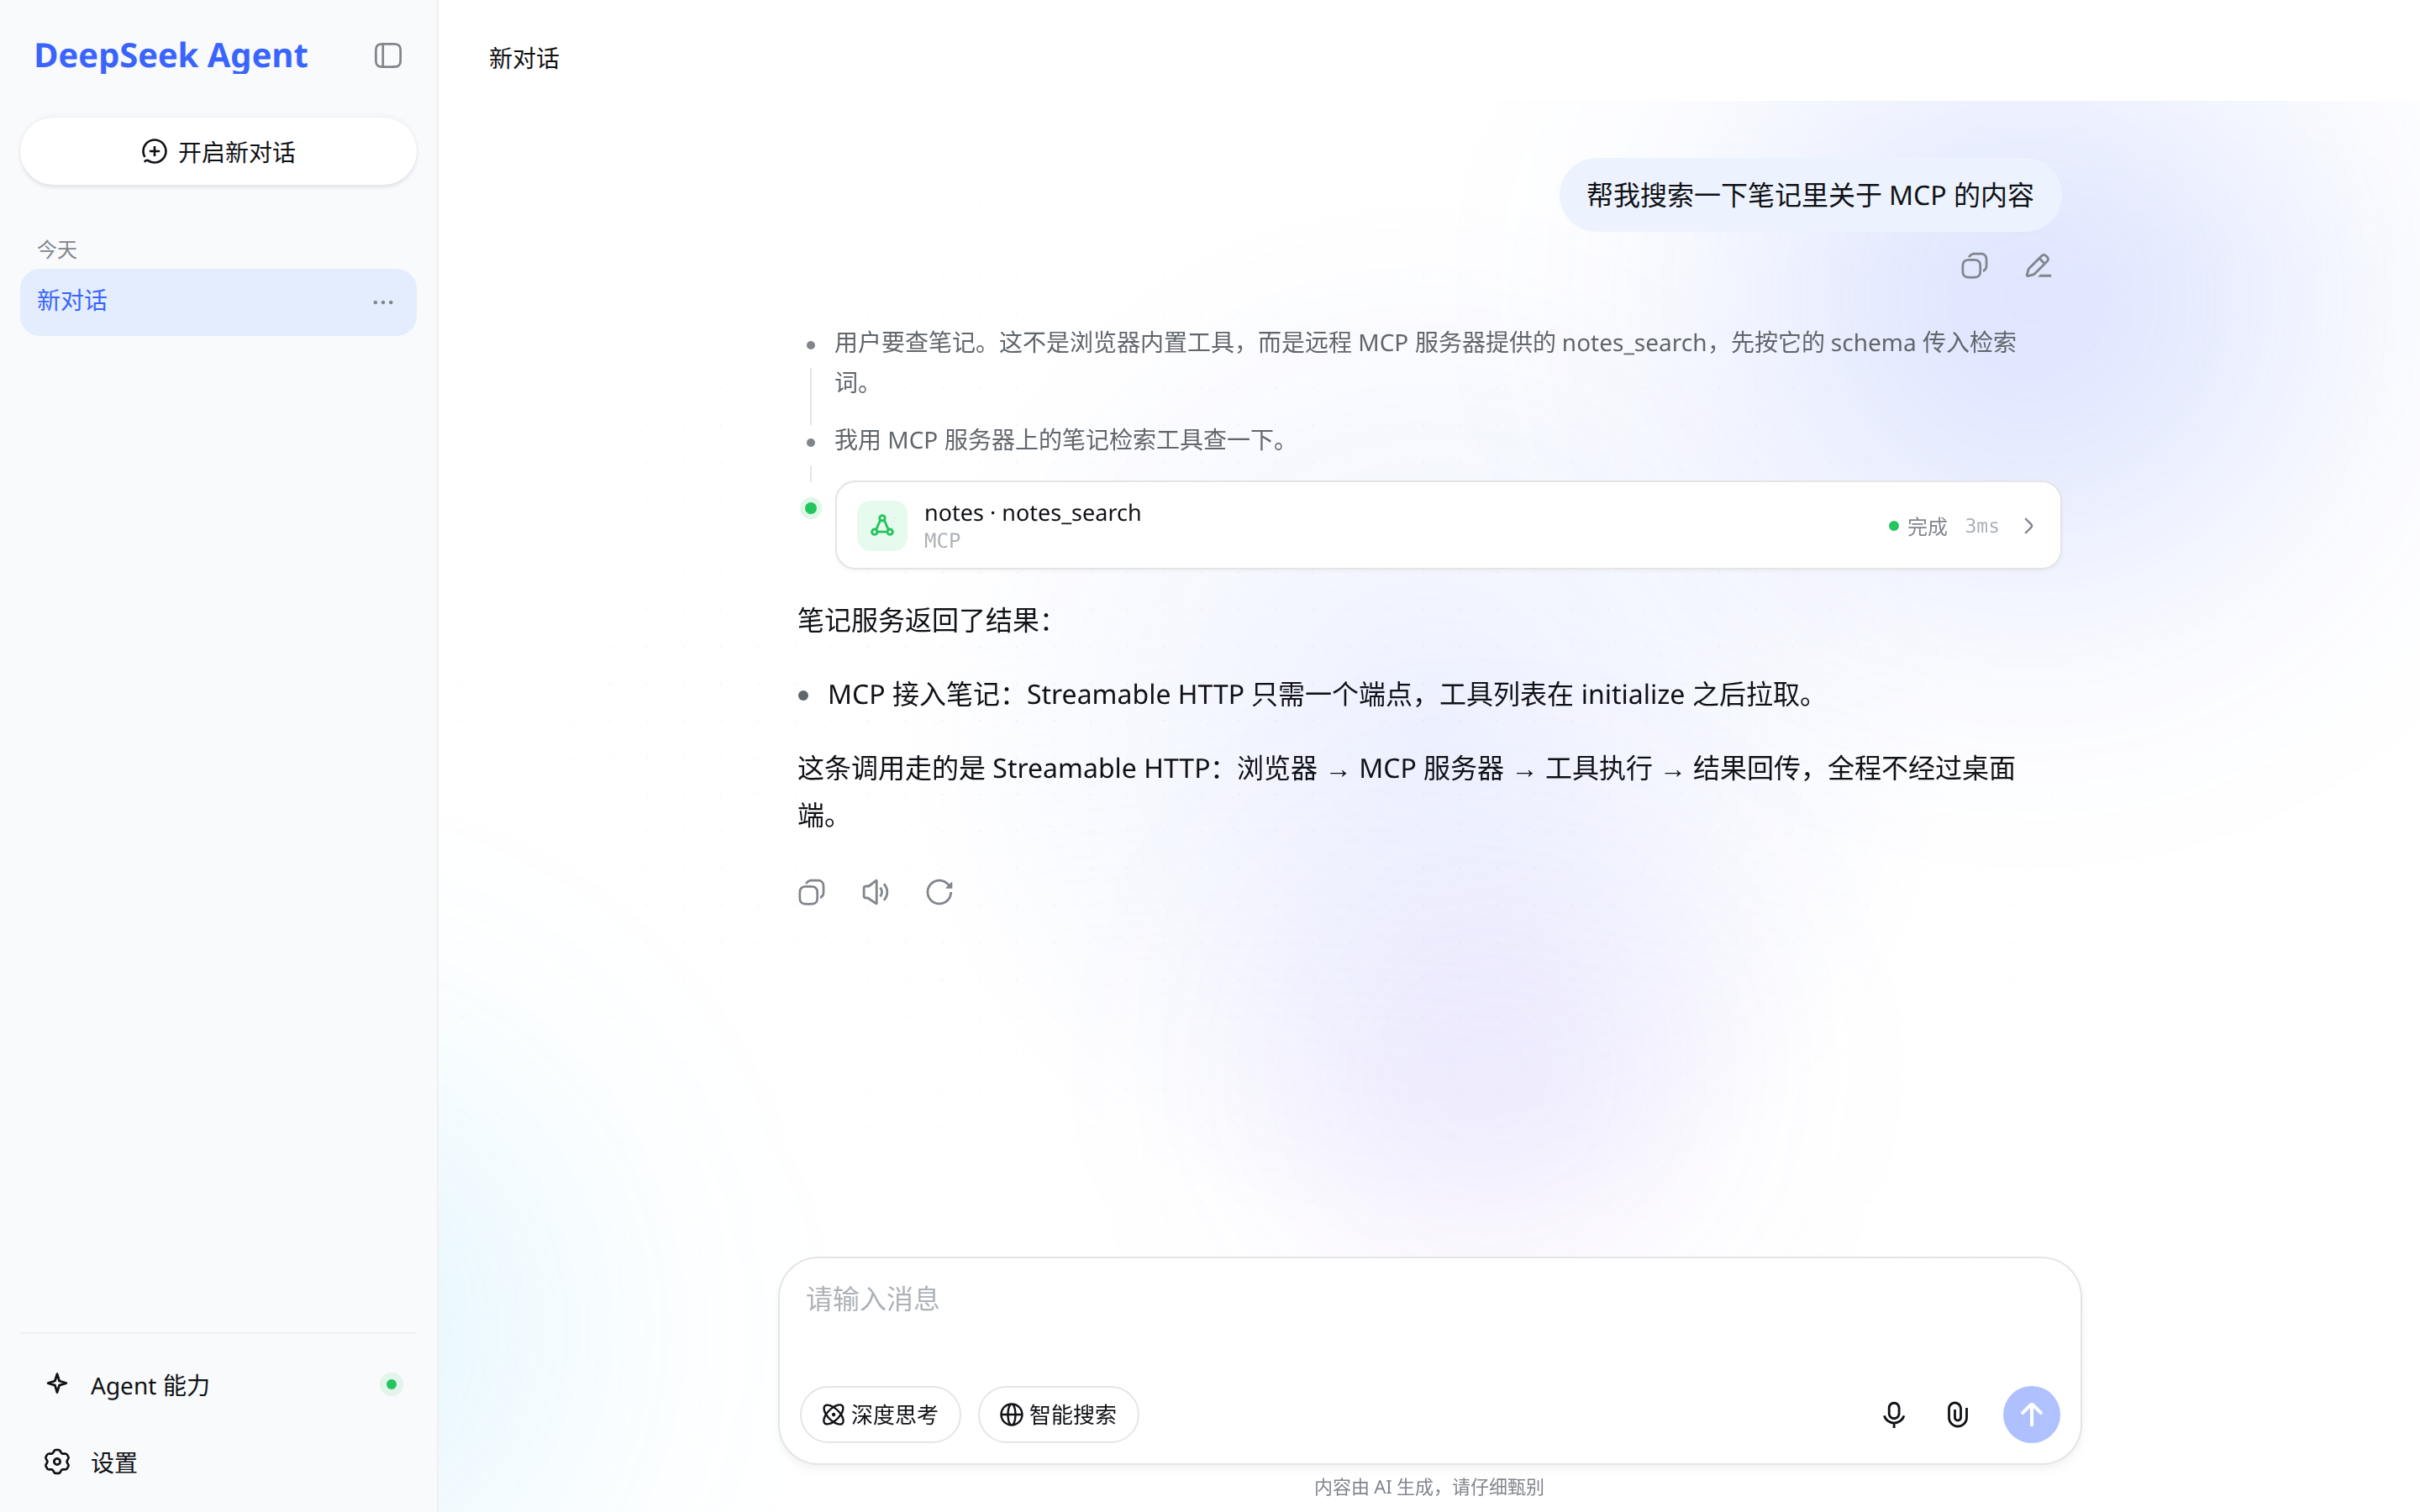 DeepSeek Agent
开启新对话
今天
新对话
Agent 能力
设置
新对话
帮我搜索一下笔记里关于 MCP 的内容
用户要查笔记。这不是浏览器内置工具，而是远程 MCP 服务器提供的 notes_search，先按它的 schema 传入检索
词。
我用 MCP 服务器上的笔记检索工具查一下。
notes · notes_search
MCP
完成 3ms
笔记服务返回了结果：
MCP 接入笔记：Streamable HTTP 只需一个端点，工具列表在 initialize 之后拉取。
这条调用走的是 Streamable HTTP：浏览器 → MCP 服务器 → 工具执行 → 结果回传，全程不经过桌面
端。
请输入消息
深度思考
智能搜索
内容由 AI 生成，请仔细甄别